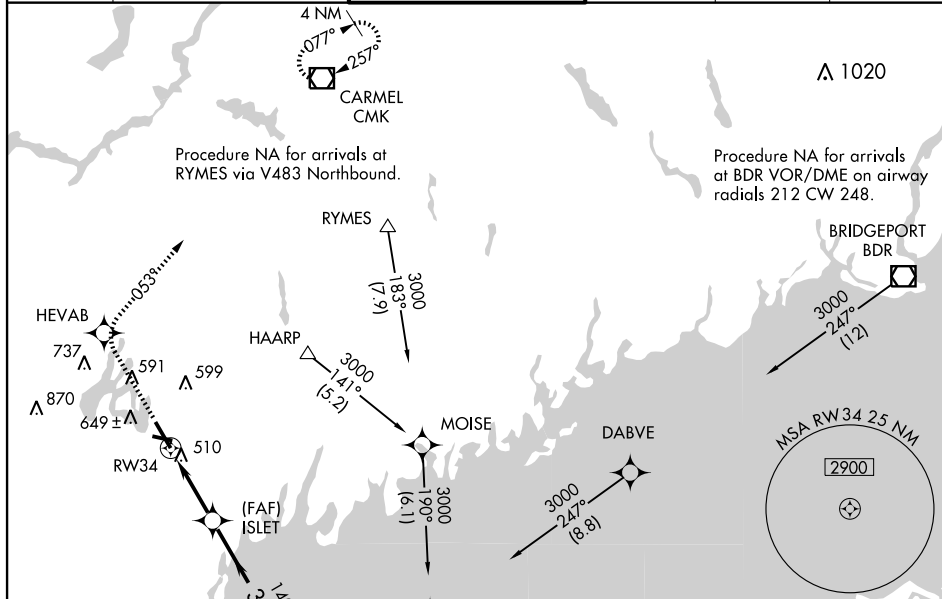 4 NM
077°
257°
CARMEL
CMK
1020
Procedure NA for arrivals at
RYMES via V483 Northbound.
Procedure NA for arrivals
at BDR VOR/DME on airway
radials 212 CW 248.
RYMES
BRIDGEPORT
BDR
3000
183°
(7.9)
053°
3000
247°
(12)
HEVAB
HAARP
737
591
599
3000
141°
(5.2)
870
649 ±
MOISE
DABVE
MSA RW34 25 NM
510
RW34
2900
3000
190°
(6.1)
3000
247°
(8.8)
(FAF)
ISLET